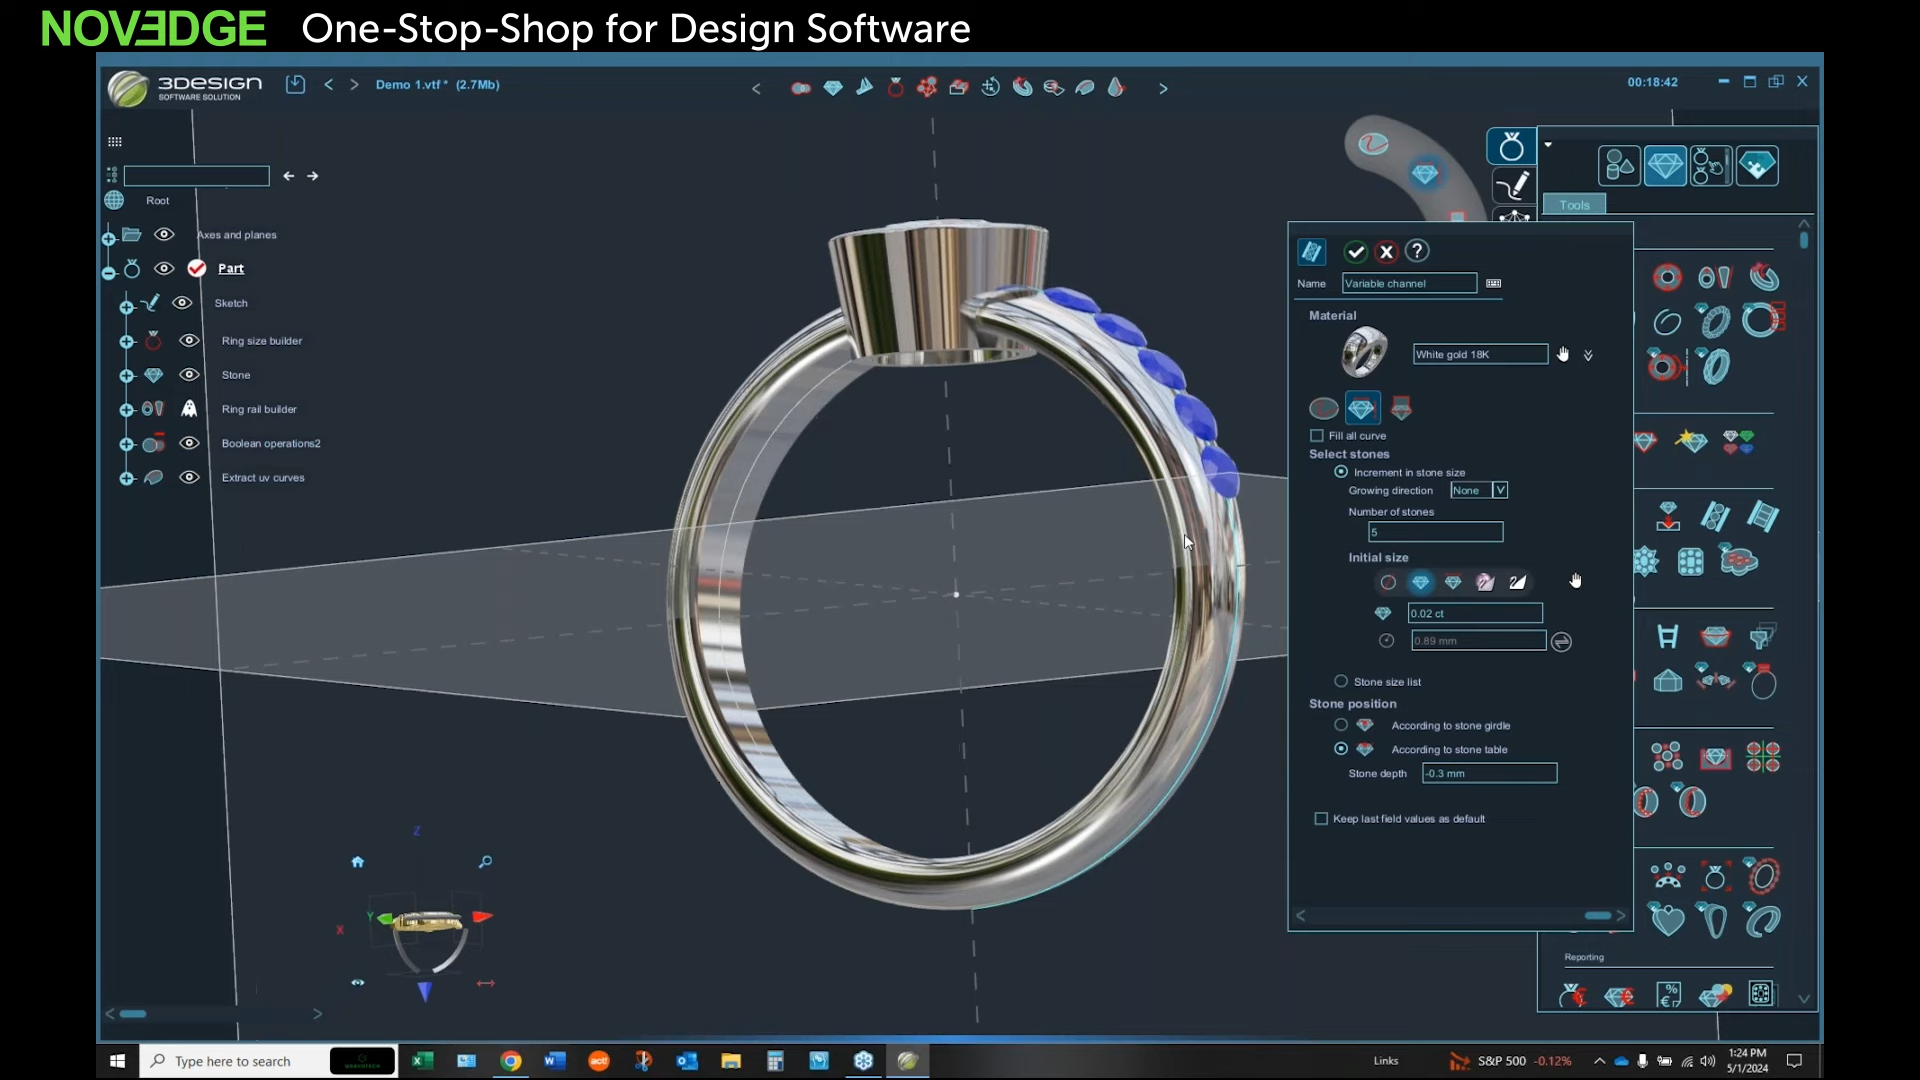 NOVEDGE One-Stop-Shop for Design Software
3DESIGN
SOFTWARE SOLUTION
Demo 1.vtf * (2.7Mb)
00:18:42
Root
Axes and planes
Part
Sketch
Ring size builder
Stone
Ring rail builder
Boolean operations2
Extract uv curves
Z
Y
X
Tools
Name Variable channel
Material
White gold 18K
Fill all curve
Select stones
Increment in stone size
Growing direction None
Number of stones
5
Initial size
0.02 ct
0.89 mm
Stone size list
Stone position
According to stone girdle
According to stone table
Stone depth -0.3 mm
Keep last field values as default
Reporting
Type here to search
act!
Links
S&P 500 -0.12%
1:24 PM
5/1/2024